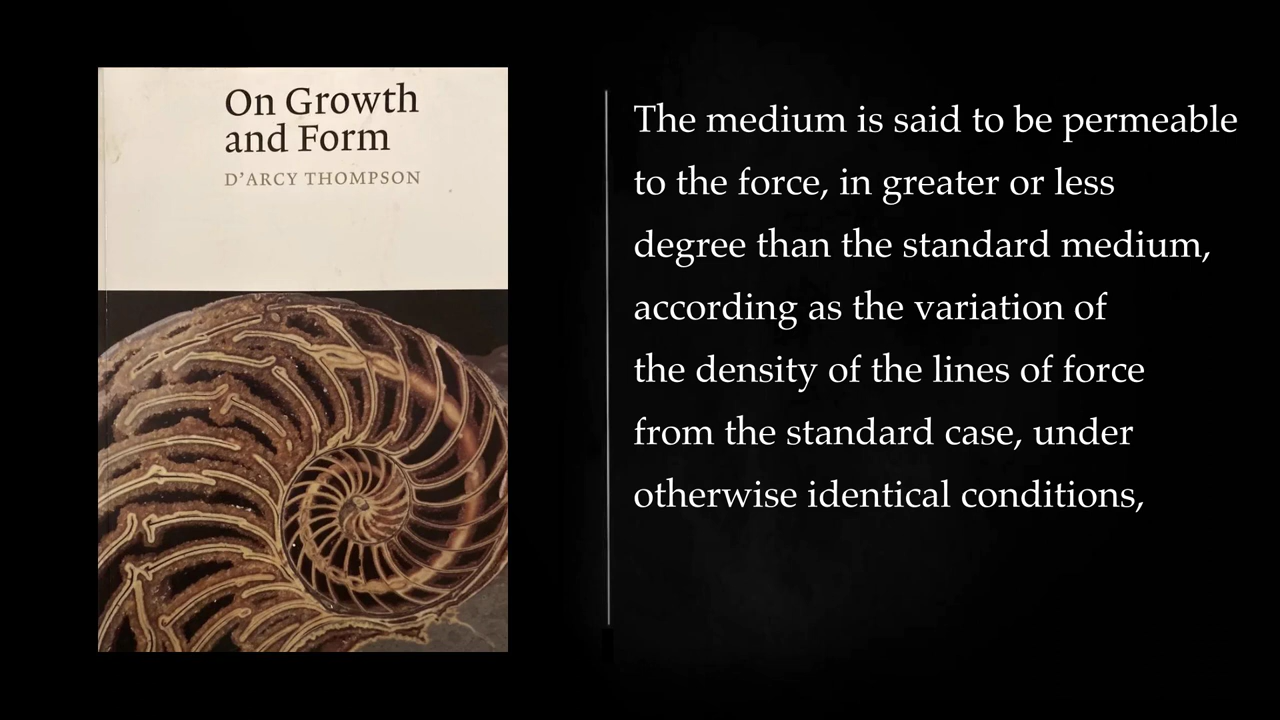 On Growth
and Form
D'ARCY THOMPSON
The medium is said to be permeable
to the force, in greater or less
degree than the standard medium,
according as the variation of
the density of the lines of force
from the standard case, under
otherwise identical conditions,